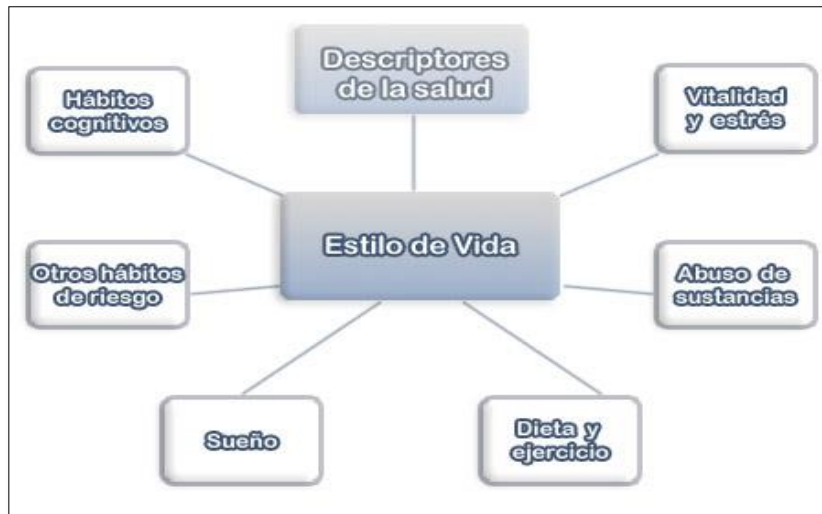 Descriptores
de la salud
Hábitos
cognitivos
Vitalidad
y estrés
Estilo de Vida
Otros hábitos
de riesgo
Abuso de
sustancias
Sueño
Dieta y
ejercicio